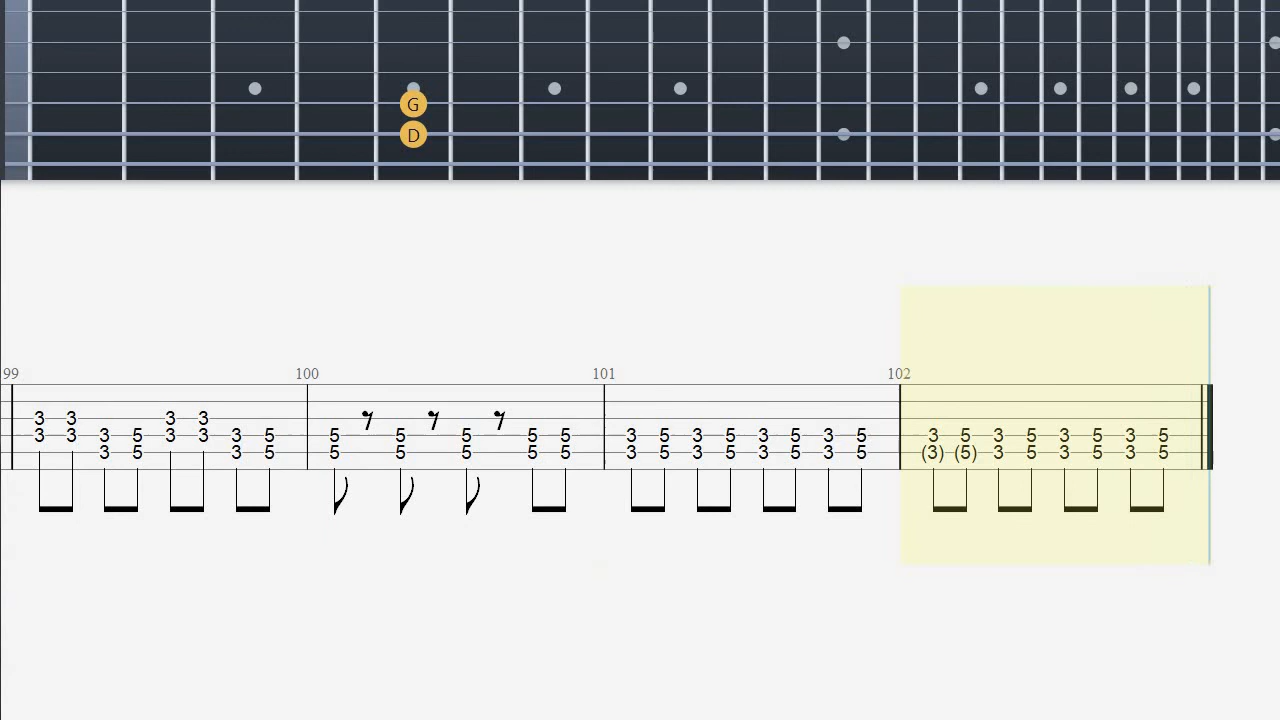 G
D
99 100 101 102
3 3 3 3
3 3 3 5 3 3 3 5 5 5 5 5 5 3 5 3 5 3 5 3 5 3 5 3 5 3 5 3 5
3 5 3 5 5 5 5 5 5 3 5 3 5 3 5 3 5 (3) (5) 3 5 3 5 3 5